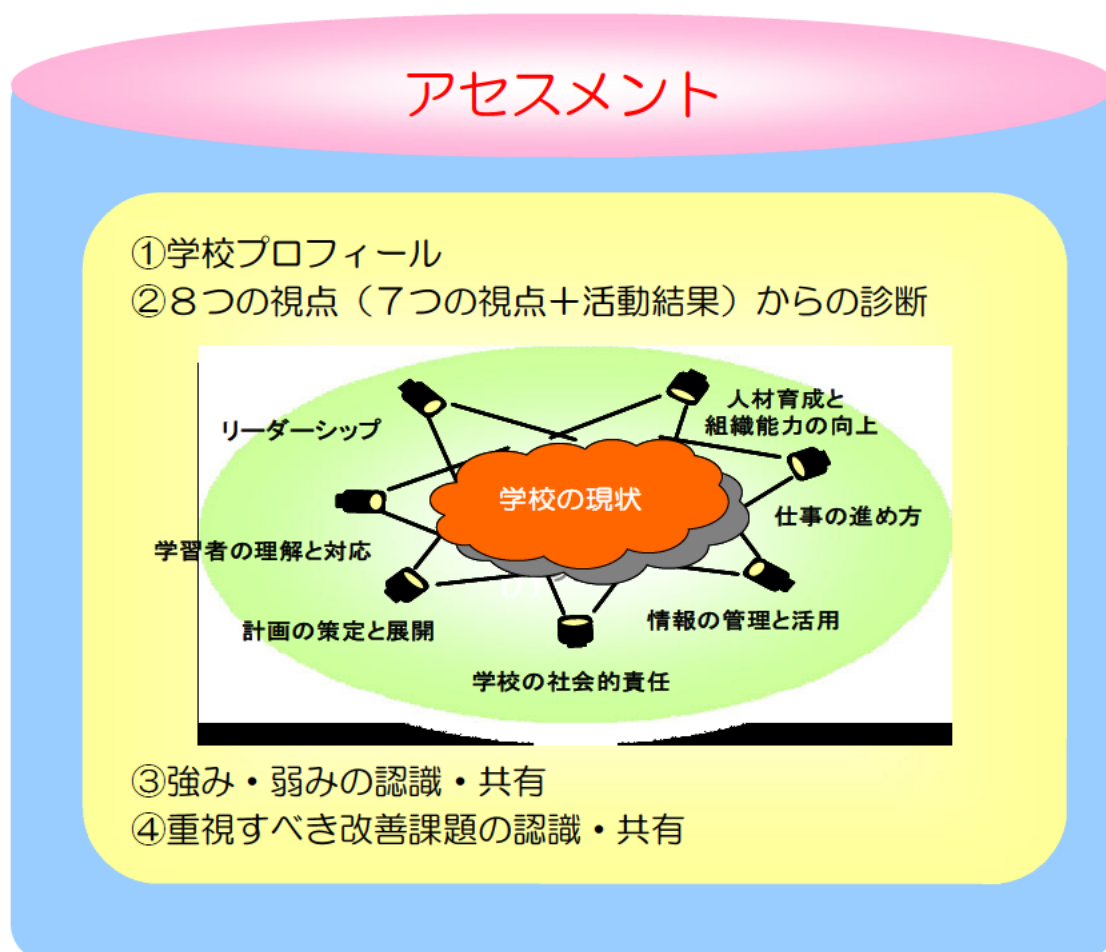 アセスメント
①学校プロフィール
②８つの視点（７つの視点＋活動結果）からの診断
リーダーシップ
人材育成と
組織能力の向上
学校の現状
仕事の進め方
学習者の理解と対応
計画の策定と展開
情報の管理と活用
学校の社会的責任
③強み・弱みの認識・共有
④重視すべき改善課題の認識・共有